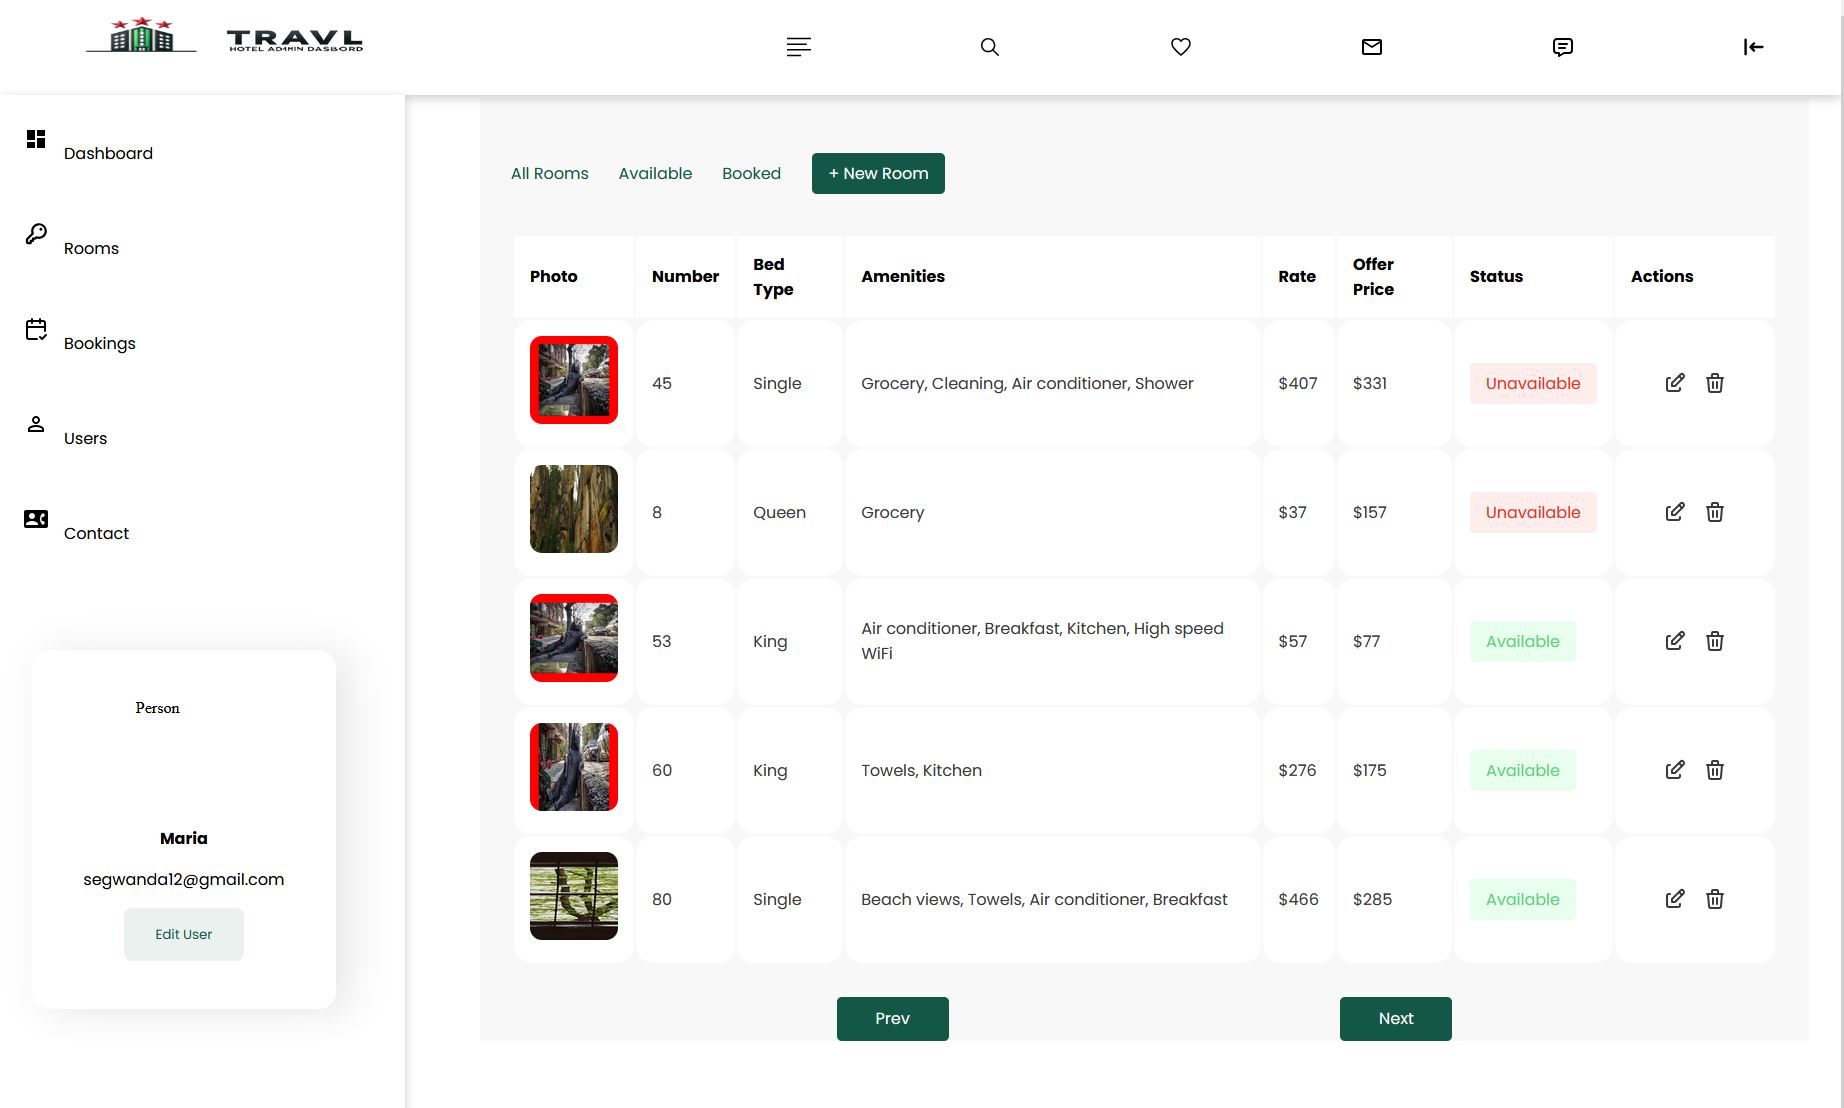 TRAVL
HOTEL ADMIN DASBORD
Dashboard
Rooms
Bookings
Users
Contact
Person
Maria
segwanda12@gmail.com
Edit User
All Rooms Available Booked + New Room
Photo Number Bed Type Amenities Rate Offer Price Status Actions
45 Single Grocery, Cleaning, Air conditioner, Shower $407 $331 Unavailable
8 Queen Grocery $37 $157 Unavailable
53 King Air conditioner, Breakfast, Kitchen, High speed WiFi $57 $77 Available
60 King Towels, Kitchen $276 $175 Available
80 Single Beach views, Towels, Air conditioner, Breakfast $466 $285 Available
Prev Next